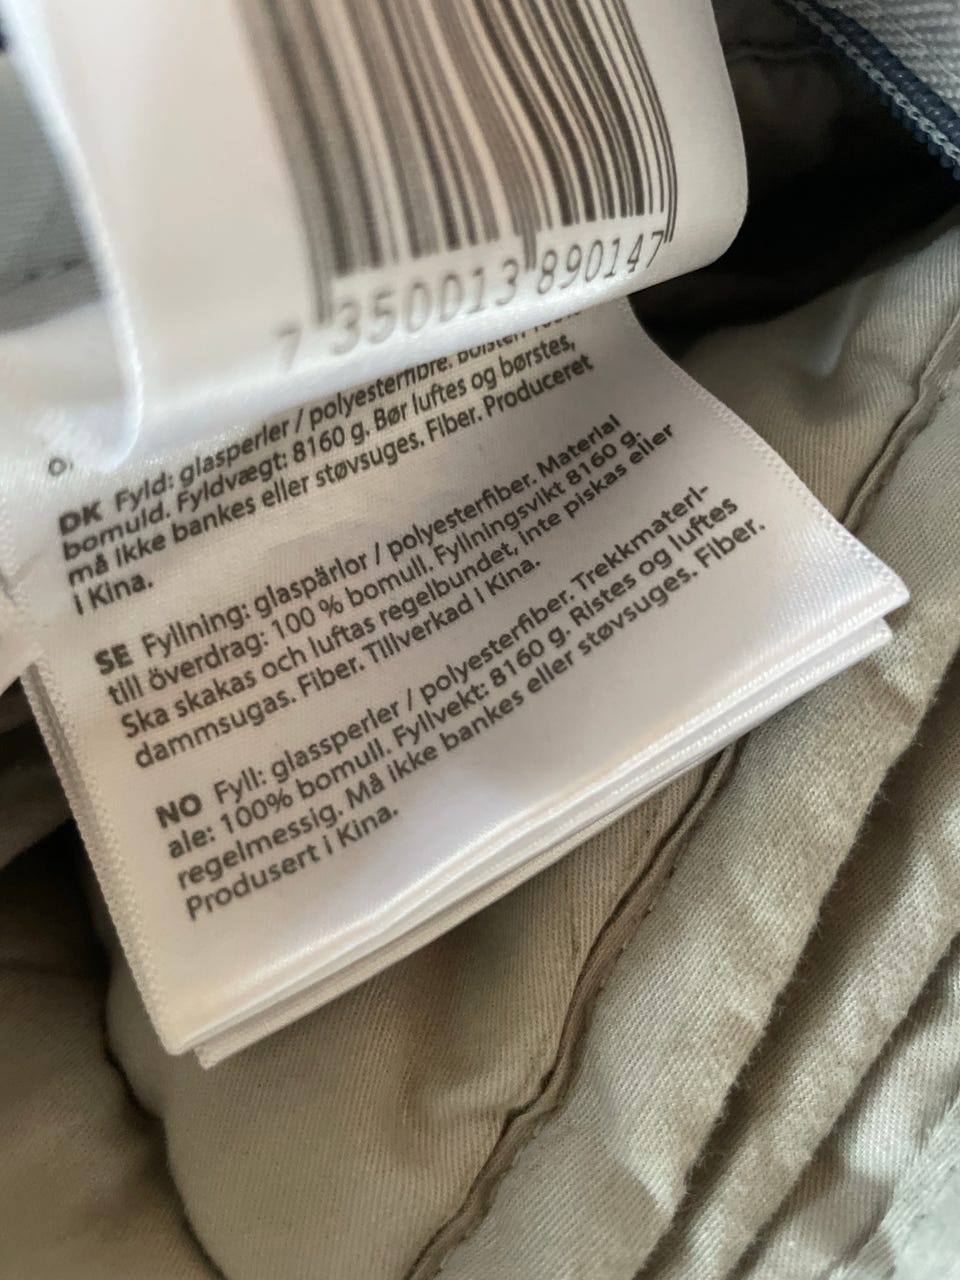 7 350013 890147
DK Fyld: glasperler / polyesterfibre. Bolster: 100%
bomuld. Fyldvægt: 8160 g. Bør luftes og børstes,
må ikke bankes eller støvsuges. Fiber. Produceret
i Kina.
SE Fyllning: glaspärlor / polyesterfiber. Material
till överdrag: 100 % bomull. Fyllningsvikt 8160 g.
Ska skakas och luftas regelbundet, inte piskas eller
dammsugas. Fiber. Tillverkad i Kina.
NO Fyll: glassperler / polyesterfiber. Trekkmateri-
ale: 100% bomull. Fyllvekt: 8160 g. Ristes og luftes
regelmessig. Må ikke bankes eller støvsuges. Fiber.
Produsert i Kina.